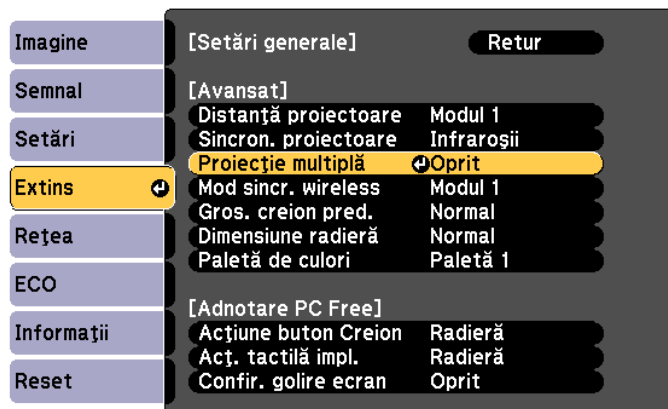 Imagine
Semnal
Setări
Extins
Reţea
ECO
Informaţii
Reset
[Setări generale] Retur
[Avansat]
Distanţă proiectoare Modul 1
Sincron. proiectoare Infraroşii
Proiecţie multiplă Oprit
Mod sincr. wireless Modul 1
Gros. creion pred. Normal
Dimensiune radieră Normal
Paletă de culori Paletă 1
[Adnotare PC Free]
Acţiune buton Creion Radieră
Acţ. tactilă impl. Radieră
Confir. golire ecran Oprit